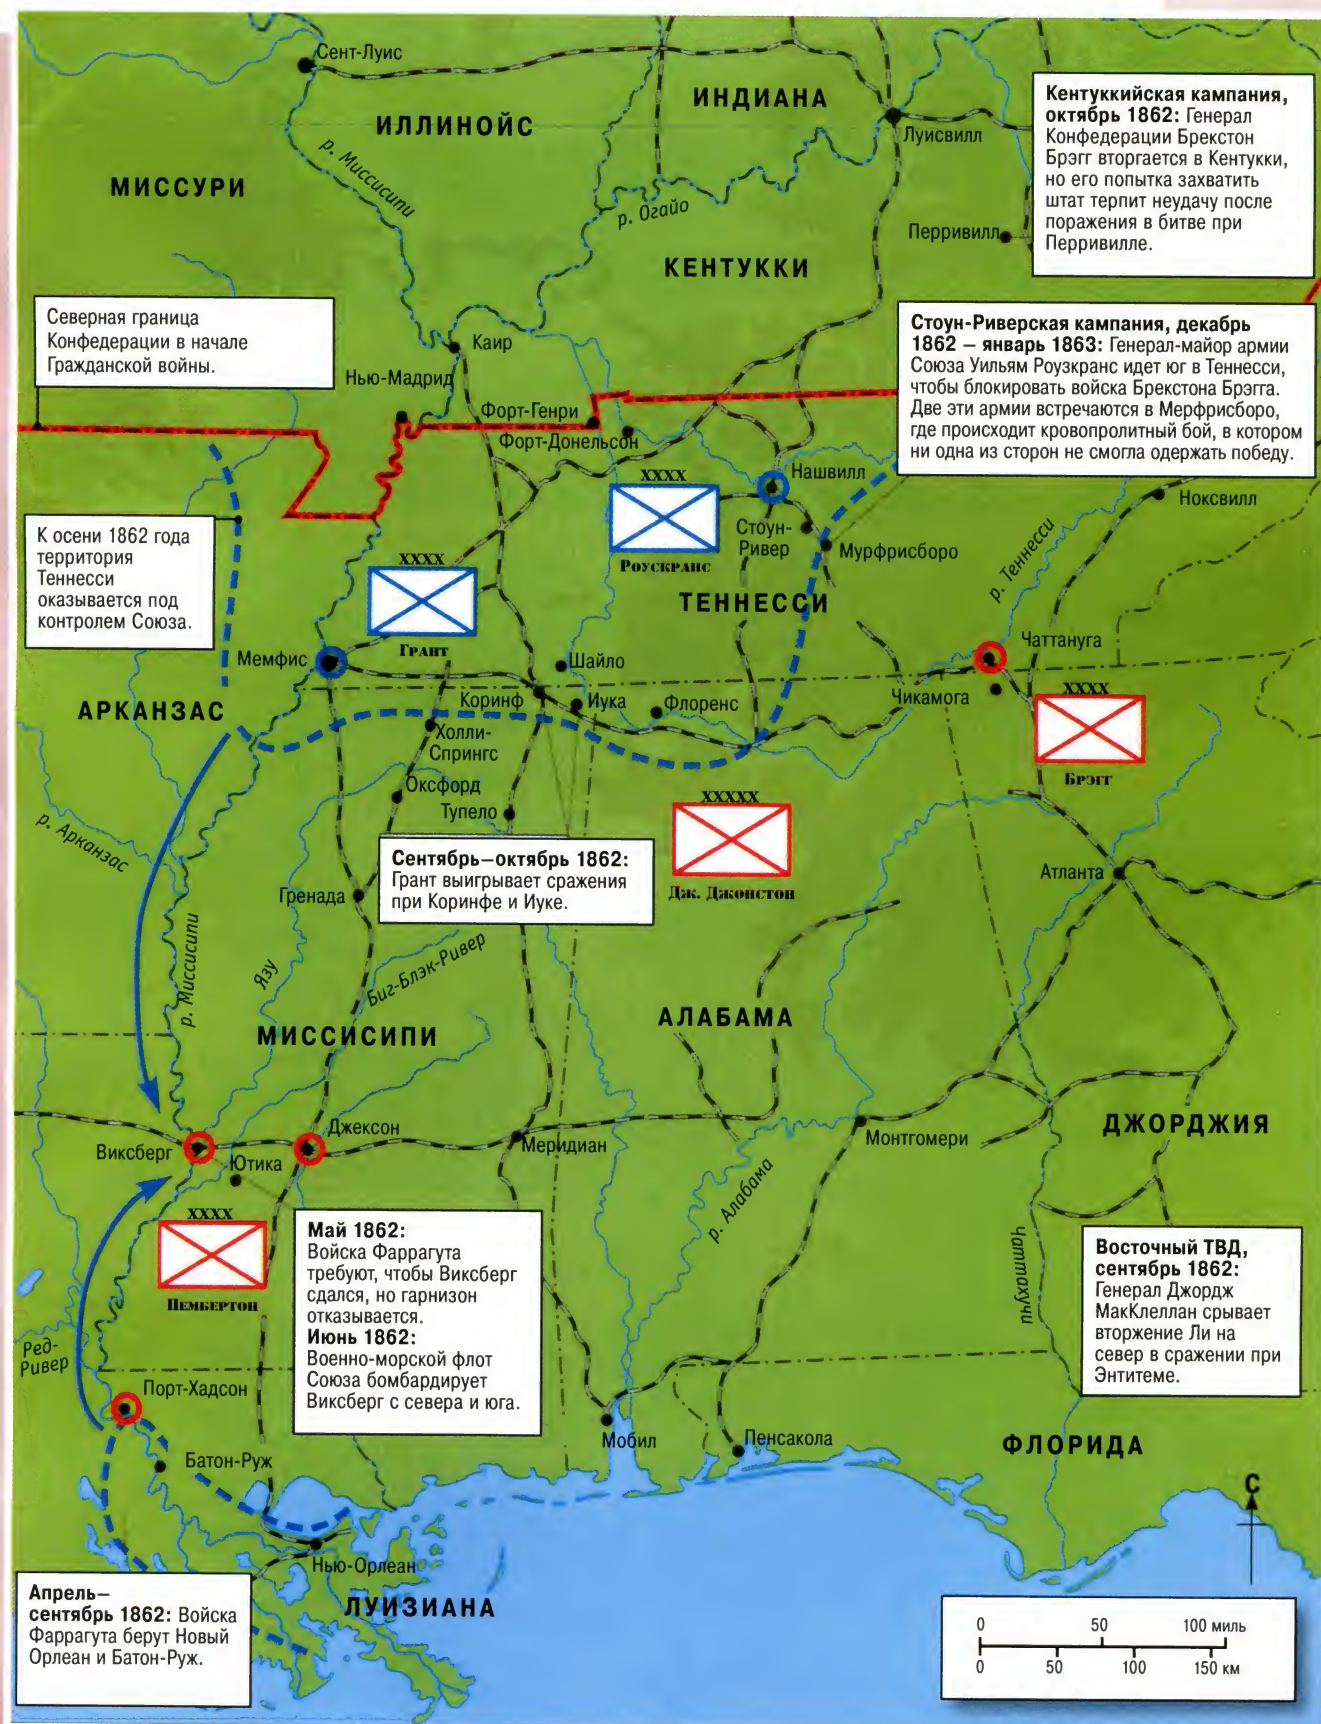 Сент-Луис
ИНДИАНА
ИЛЛИНОЙС
Луисвилл
р. Миссисипи
МИССУРИ
р. Огайо
Перривилл
КЕНТУККИ
Кентуккийская кампания,
октябрь 1862: Генерал
Конфедерации Брекстон
Брэгг вторгается в Кентукки,
но его попытка захватить
штат терпит неудачу после
поражения в битве при
Перривилле.
Северная граница
Конфедерации в начале
Гражданской войны.
Каир
Нью-Мадрид
Форт-Генри
Форт-Донельсон
Стоун-Риверская кампания, декабрь
1862 – январь 1863: Генерал-майор армии
Союза Уильям Роузкранс идет юг в Теннесси,
чтобы блокировать войска Брекстона Брэгга.
Две эти армии встречаются в Мерфрисборо,
где происходит кровопролитный бой, в котором
ни одна из сторон не смогла одержать победу.
XXXX
Роускранс
Нашвилл
Ноксвилл
Стоун-
Ривер
Мурфрисборо
р. Теннесси
К осени 1862 года
территория
Теннесси
оказывается под
контролем Союза.
XXXX
Грант
ТЕННЕССИ
Мемфис
Шайло
Чаттануга
Коринф
Иука
Флоренс
Чикамога
АРКАНЗАС
XXXX
Брэгг
Холли-
Спрингс
Оксфорд
Тупело
р. Арканзас
XXXXX
Дж. Джонстон
Сентябрь–октябрь 1862:
Грант выигрывает сражения
при Коринфе и Иуке.
Атланта
Гренада
р. Миссисипи
Язу
Биг-Блэк-Ривер
МИССИСИПИ
АЛАБАМА
ДЖОРДЖИЯ
Виксберг
Джексон
Ютика
Меридиан
Монтгомери
р. Алабама
Чаттахучи
XXXX
Пембертон
Май 1862:
Войска Фаррагута
требуют, чтобы Виксберг
сдался, но гарнизон
отказывается.
Июнь 1862:
Военно-морской флот
Союза бомбардирует
Виксберг с севера и юга.
Восточный ТВД,
сентябрь 1862:
Генерал Джордж
МакКлеллан срывает
вторжение Ли на
север в сражении при
Энтитеме.
Ред-
Ривер
Порт-Хадсон
Батон-Руж
Мобил
Пенсакола
ФЛОРИДА
С
Нью-Орлеан
ЛУИЗИАНА
Апрель–
сентябрь 1862: Войска
Фаррагута берут Новый
Орлеан и Батон-Руж.
0 50 100 миль
0 50 100 150 км